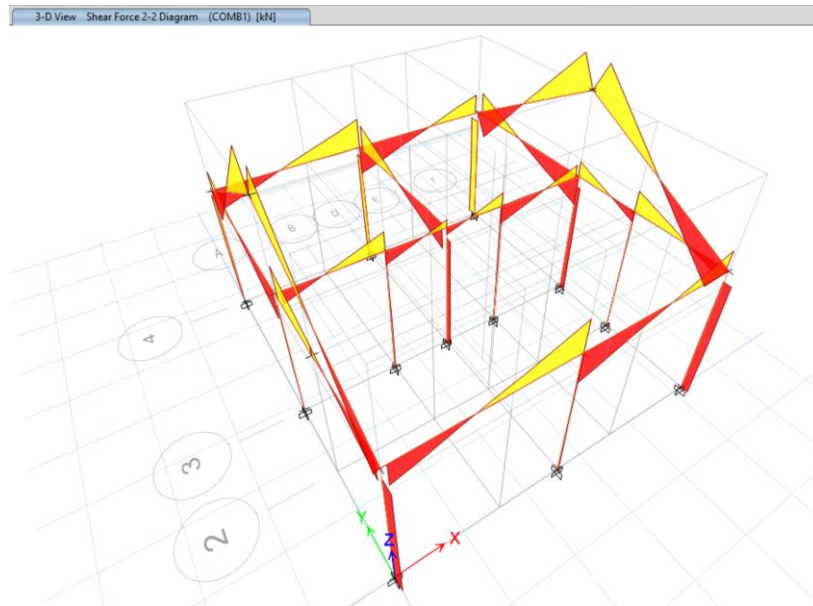 3-D View Shear Force 2-2 Diagram (COMB1) [kN]
A
B
D
E
F
4
3
2
Y
Z
X